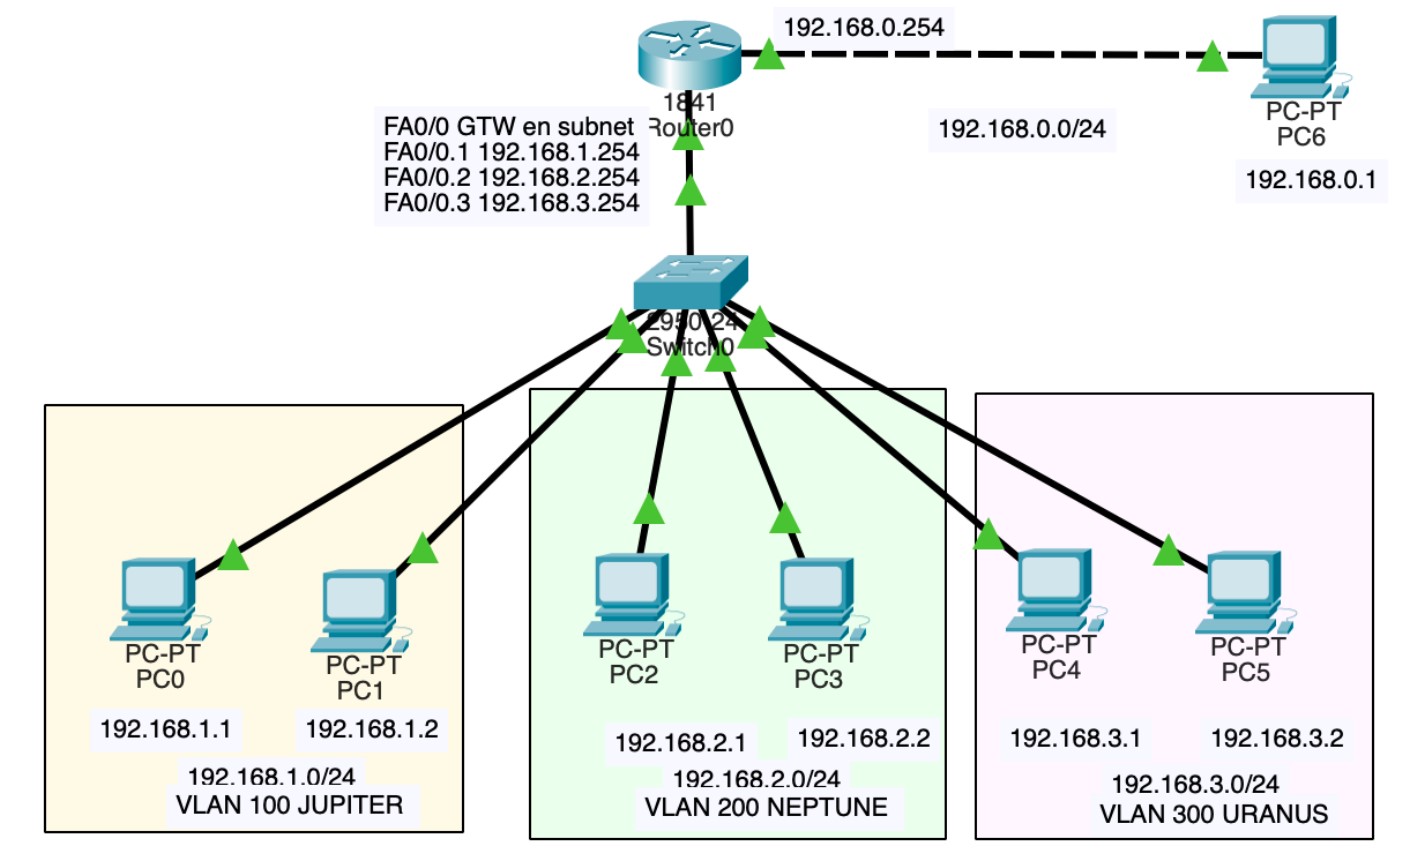 192.168.0.254
1841
Router0
FA0/0 GTW en subnet
FA0/0.1 192.168.1.254
FA0/0.2 192.168.2.254
FA0/0.3 192.168.3.254
192.168.0.0/24
PC-PT
PC6
192.168.0.1
2950-24
Switch0
PC-PT
PC0
PC-PT
PC1
PC-PT
PC2
PC-PT
PC3
PC-PT
PC4
PC-PT
PC5
192.168.1.1
192.168.1.2
192.168.1.0/24
VLAN 100 JUPITER
192.168.2.1
192.168.2.2
192.168.2.0/24
VLAN 200 NEPTUNE
192.168.3.1
192.168.3.2
192.168.3.0/24
VLAN 300 URANUS